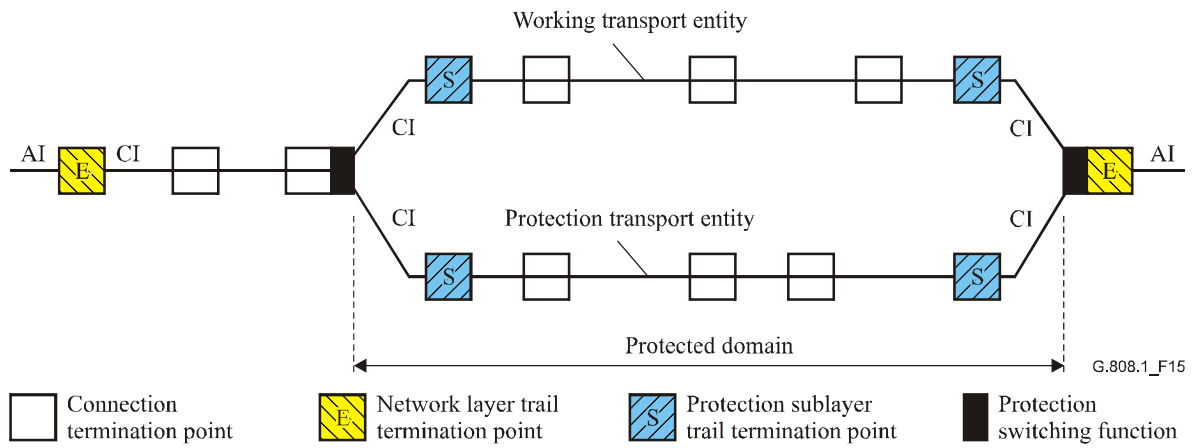 Working transport entity
S
S
CI
CI
AI
E
CI
E
AI
CI
Protection transport entity
CI
S
S
Protected domain
G.808.1_F15
Connection
termination point
E
Network layer trail
termination point
S
Protection sublayer
trail termination point
Protection
switching function